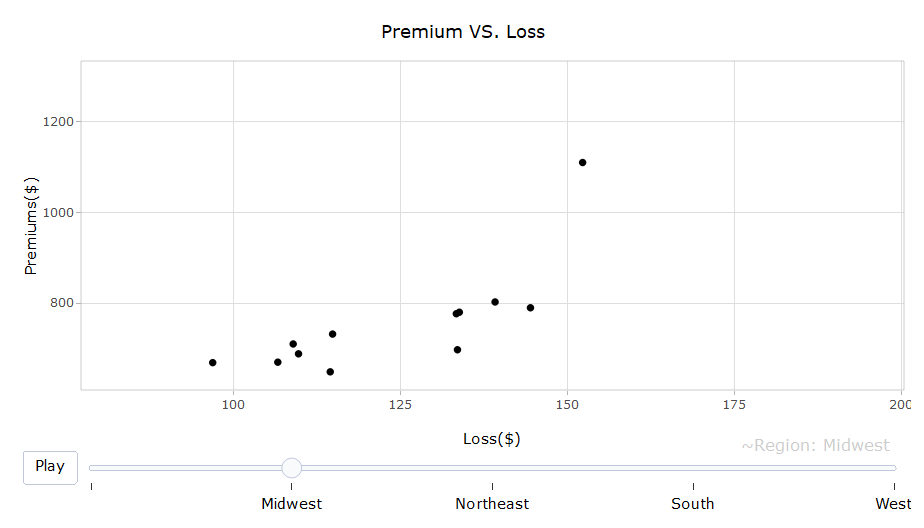 Premium VS. Loss
1200
1000
800
Premiums($)
100 125 150 175 200
Loss($)
~Region: Midwest
Play
Midwest Northeast South West